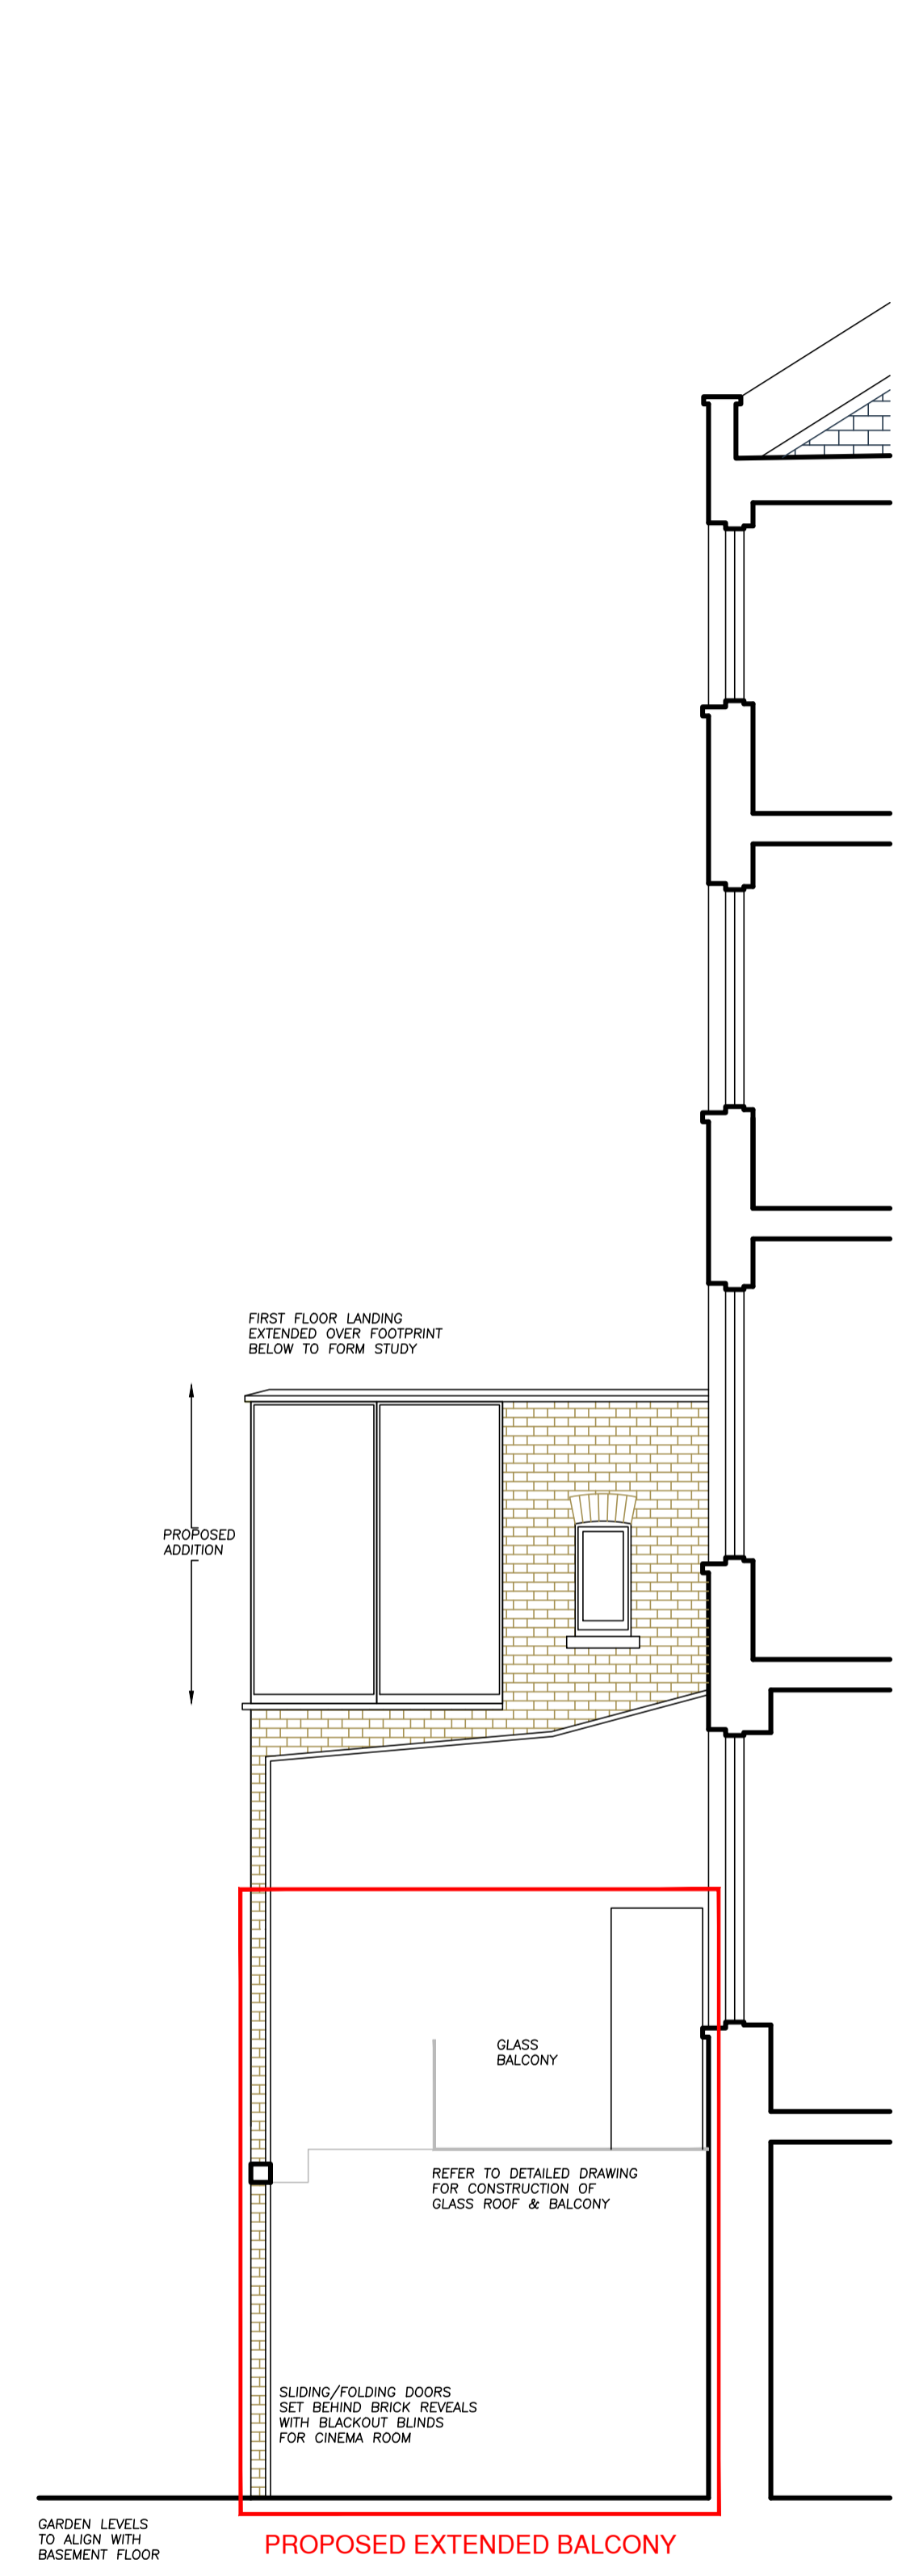 FIRST FLOOR LANDING
EXTENDED OVER FOOTPRINT
BELOW TO FORM STUDY
PROPOSED
ADDITION
GLASS
BALCONY
REFER TO DETAILED DRAWING
FOR CONSTRUCTION OF
GLASS ROOF & BALCONY
SLIDING/FOLDING DOORS
SET BEHIND BRICK REVEALS
WITH BLACKOUT BLINDS
FOR CINEMA ROOM
GARDEN LEVELS
TO ALIGN WITH
BASEMENT FLOOR
PROPOSED EXTENDED BALCONY